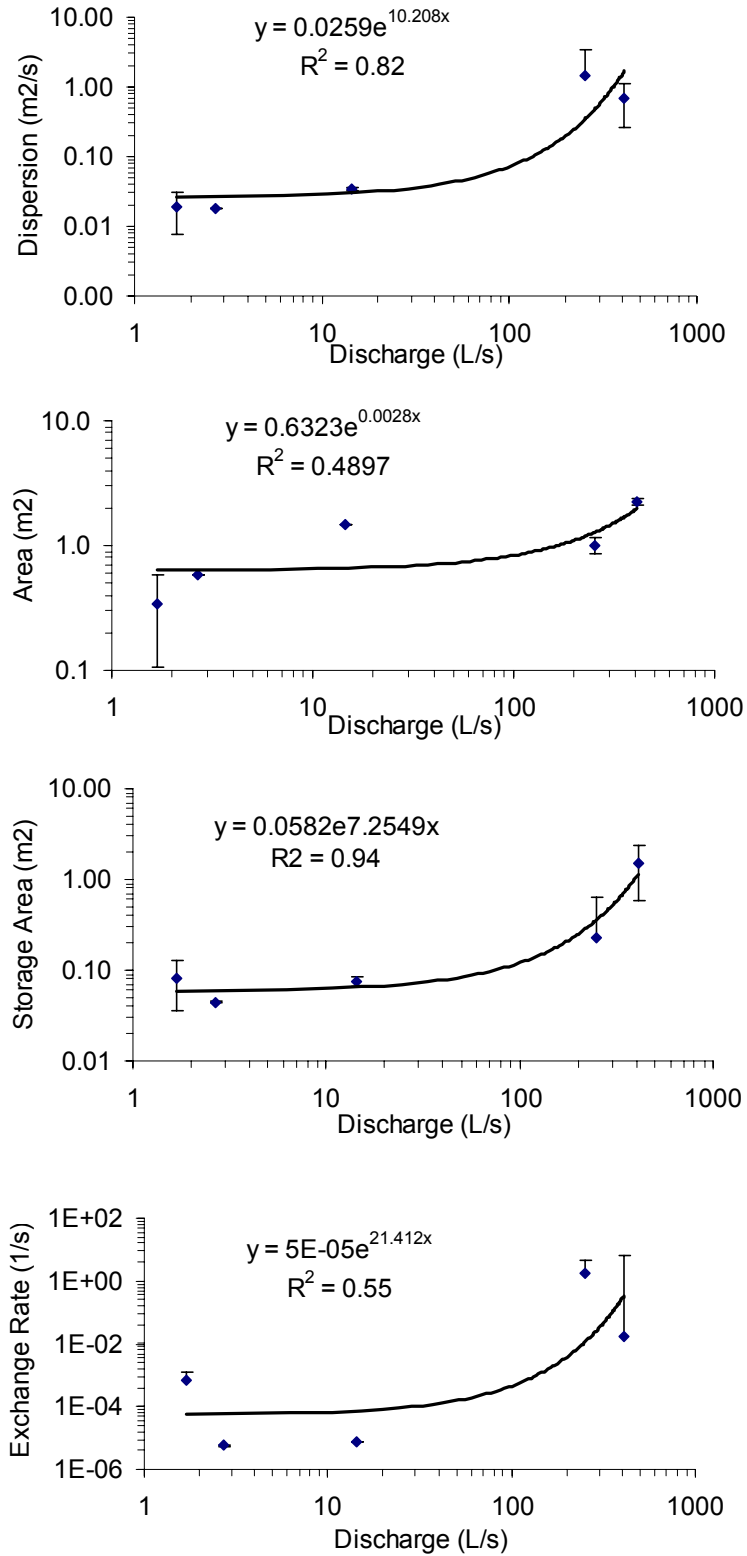 y = 0.0259e^10.208x
R^2 = 0.82
Dispersion (m2/s)
10.00
1.00
0.10
0.01
0.00
1 10 100 1000
Discharge (L/s)
y = 0.6323e^0.0028x
R^2 = 0.4897
Area (m2)
10.0
1.0
0.1
1 10 100 1000
Discharge (L/s)
y = 0.0582e7.2549x
R2 = 0.94
Storage Area (m2)
10.00
1.00
0.10
0.01
1 10 100 1000
Discharge (L/s)
y = 5E-05e^21.412x
R^2 = 0.55
Exchange Rate (1/s)
1E+02
1E+00
1E-02
1E-04
1E-06
1 10 100 1000
Discharge (L/s)